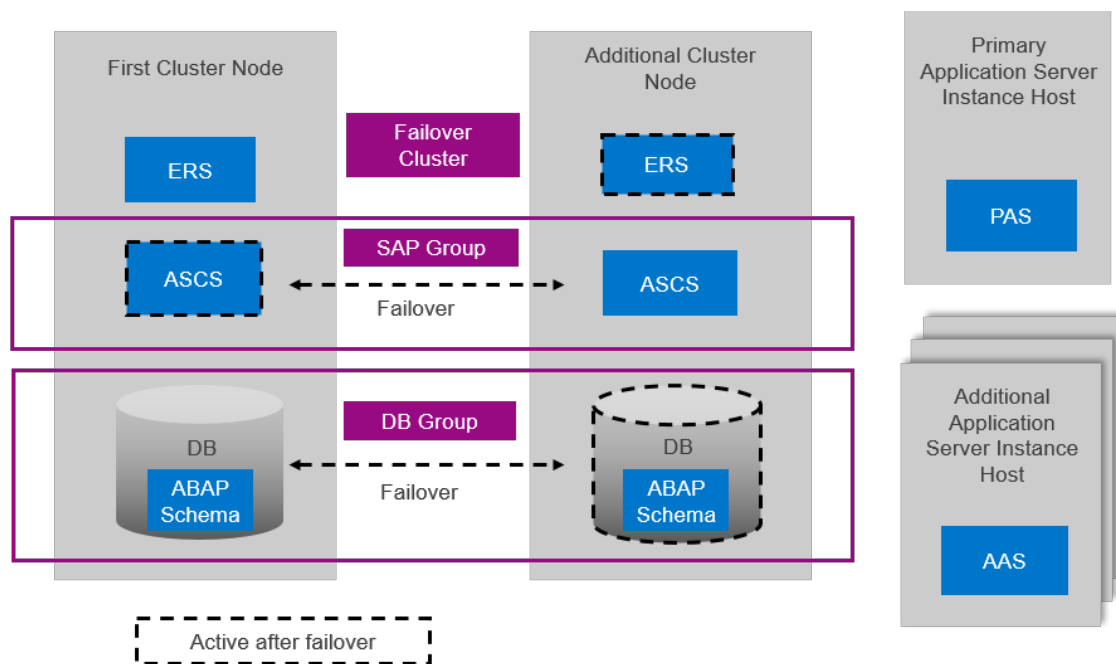 First Cluster Node
ERS
ASCS
DB
ABAP
Schema
Failover
Cluster
SAP Group
Failover
DB Group
Failover
Additional Cluster
Node
ERS
ASCS
DB
ABAP
Schema
Primary
Application Server
Instance Host
PAS
Additional
Application
Server Instance
Host
AAS
Active after failover